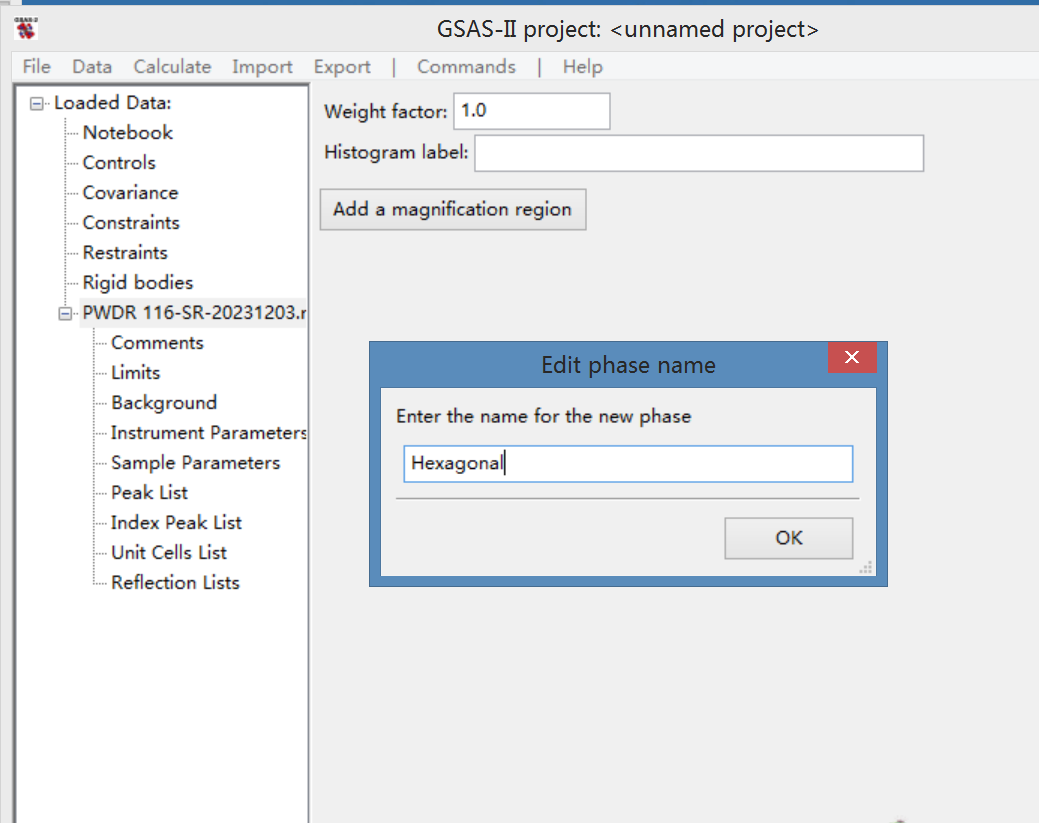 GSAS-II project: <unnamed project>
File Data Calculate Import Export | Commands | Help
Loaded Data:
Notebook
Controls
Covariance
Constraints
Restraints
Rigid bodies
PWDR 116-SR-20231203.r
Comments
Limits
Background
Instrument Parameters
Sample Parameters
Peak List
Index Peak List
Unit Cells List
Reflection Lists
Weight factor: 1.0
Histogram label:
Add a magnification region
Edit phase name
Enter the name for the new phase
Hexagonal
OK